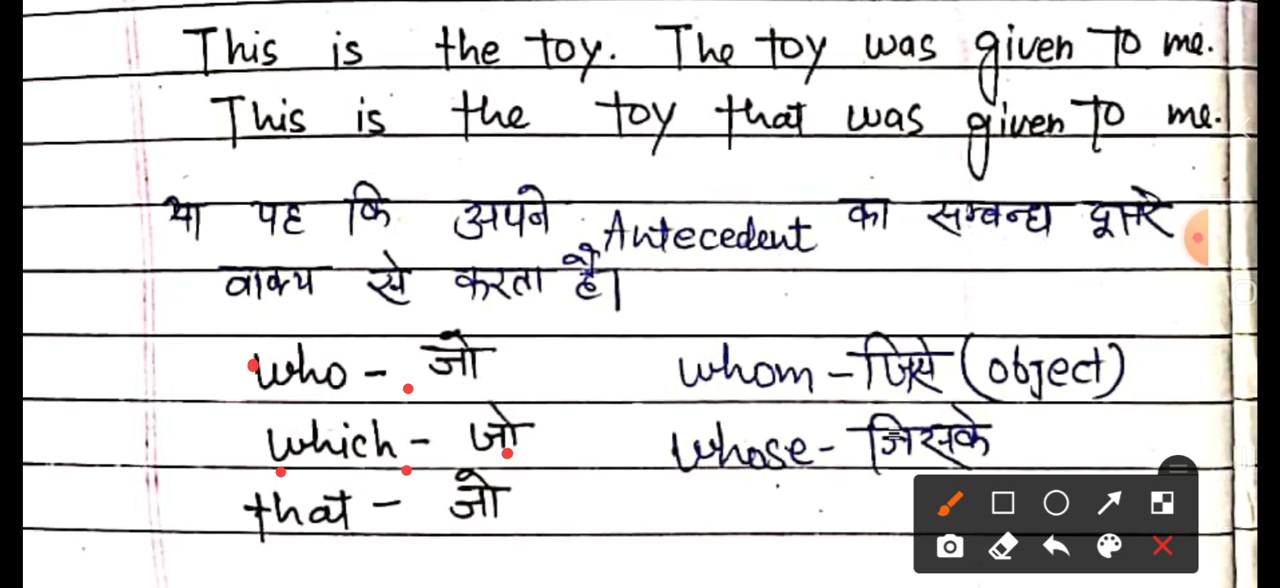 This is the toy. The toy was given to me.
This is the toy that was given to me.
या यह कि अपने Antecedent का सम्बन्ध दूसरे
वाक्य से करता हो है।
who - जो whom - जिसे (object)
which - जो whose - जिसके
that - जो